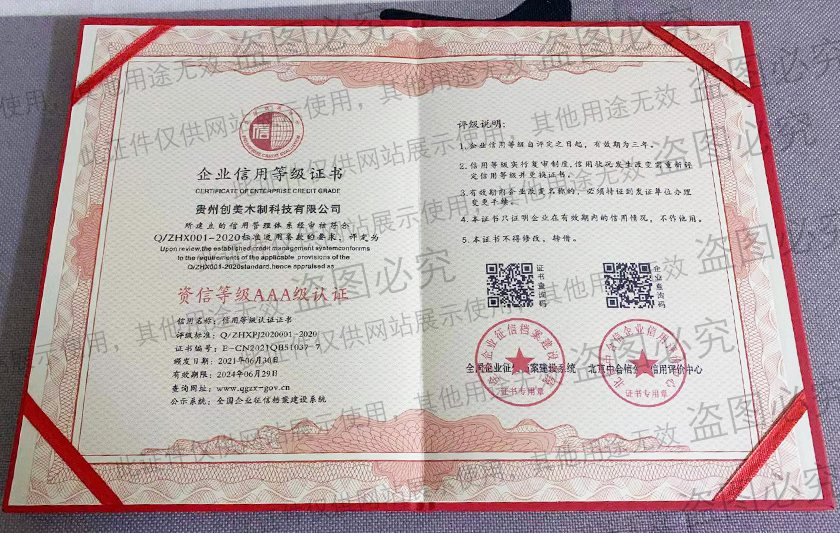 企业信用等级证书
CERTIFICATE OF ENTERPRISE CREDIT GRADE
贵州创美木制科技有限公司
所建立的信用管理体系经审核符合
Q/ZHX001-2020标准适用条款的要求，评定为
Upon review,the established credit management systemconforms
to the requirements of the applicable provisions of the
Q/ZHX001-2020standard,hence appraised as
资信等级AAA级认证
信用名称：信用等级认证证书
评级标准：Q/ZHXPJ2020001-2020
证书编号：E-CN2021QB51037-7
颁发日期：2021年06月30日
有效期限：2024年06月29日
查询网址：www.qgzx-gov.cn
公示系统：全国企业征信档案建设系统
评级说明：
1.企业信用等级自评定之日起，有效期为三年。
2.信用等级实行复审制度,信用状况发生改变需重新评
定信用等级并更换证书。
3.有效期内企业改变名称的，必须持证到发证单位办理
变更手续。
4.本证书只证明企业在有效期内的信用情况，不作他用。
5.本证书不得修改，转借。
证书查询码
企业查询码
全国企业征信档案建设系统
证书专用章
证书专用章
此证件仅供网站展示使用，其他用途无效 盗图必究